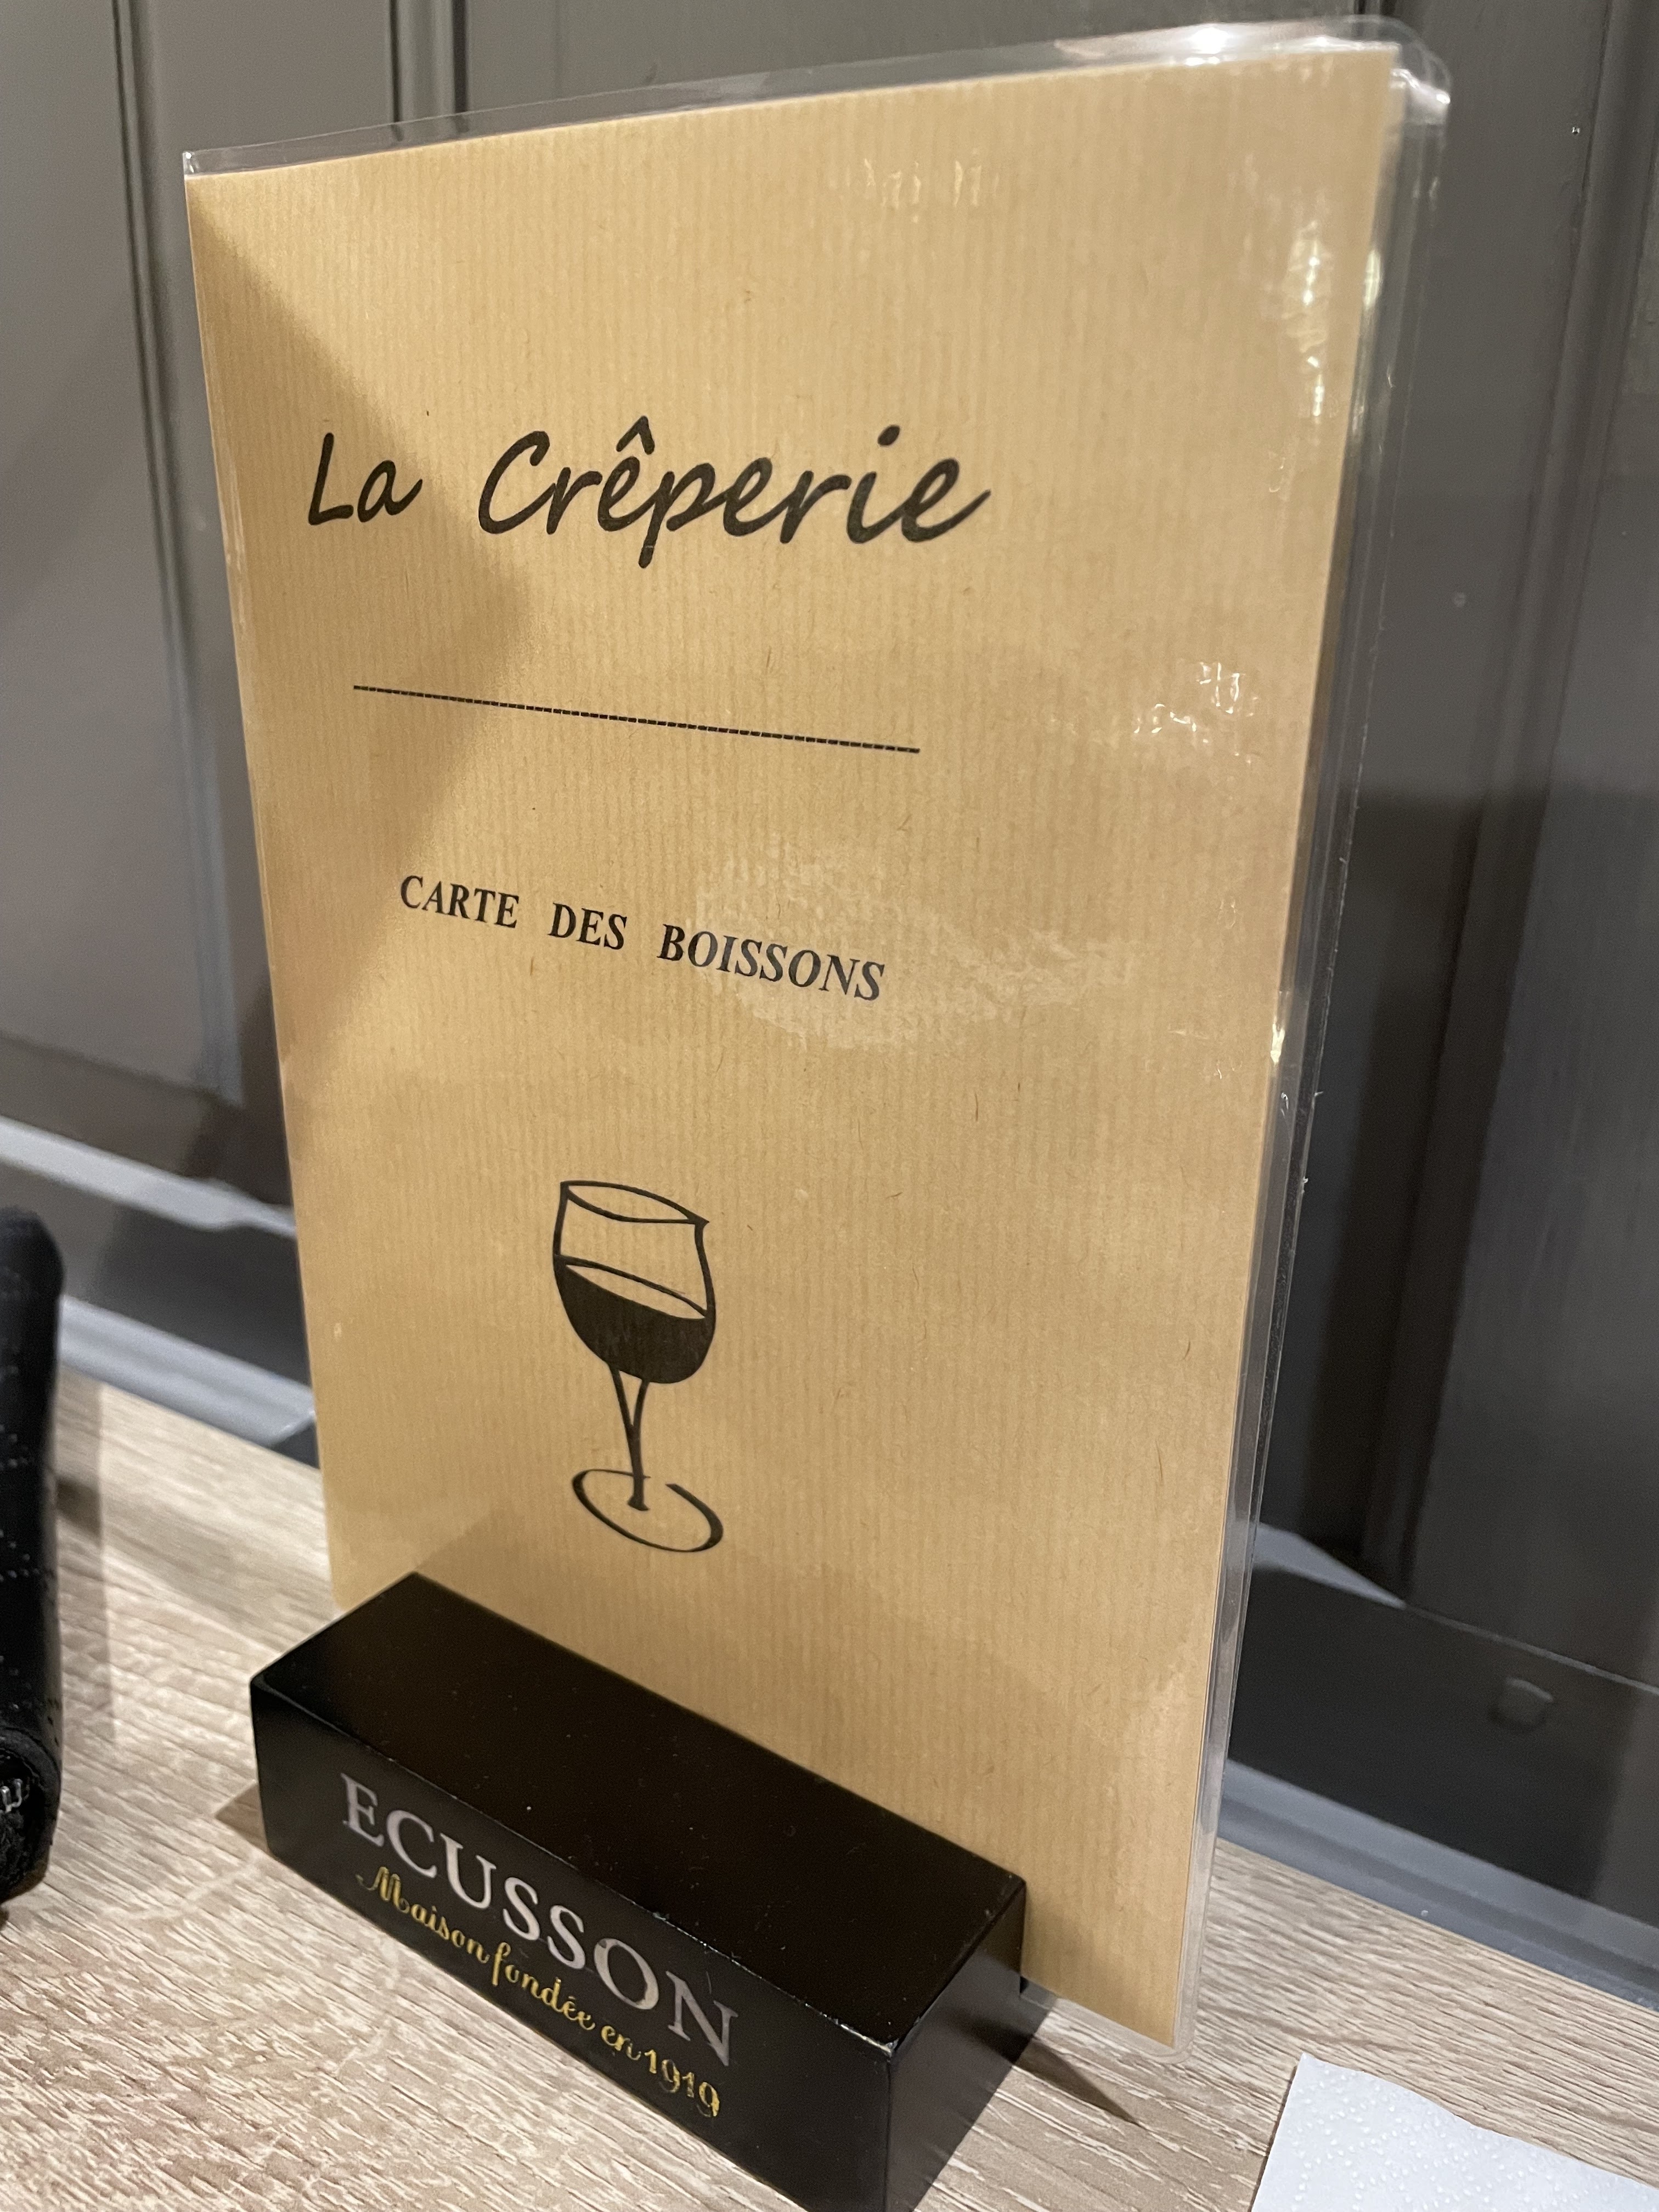 La Crêperie
CARTE DES BOISSONS
ECUSSON
Maison fondée en 1919